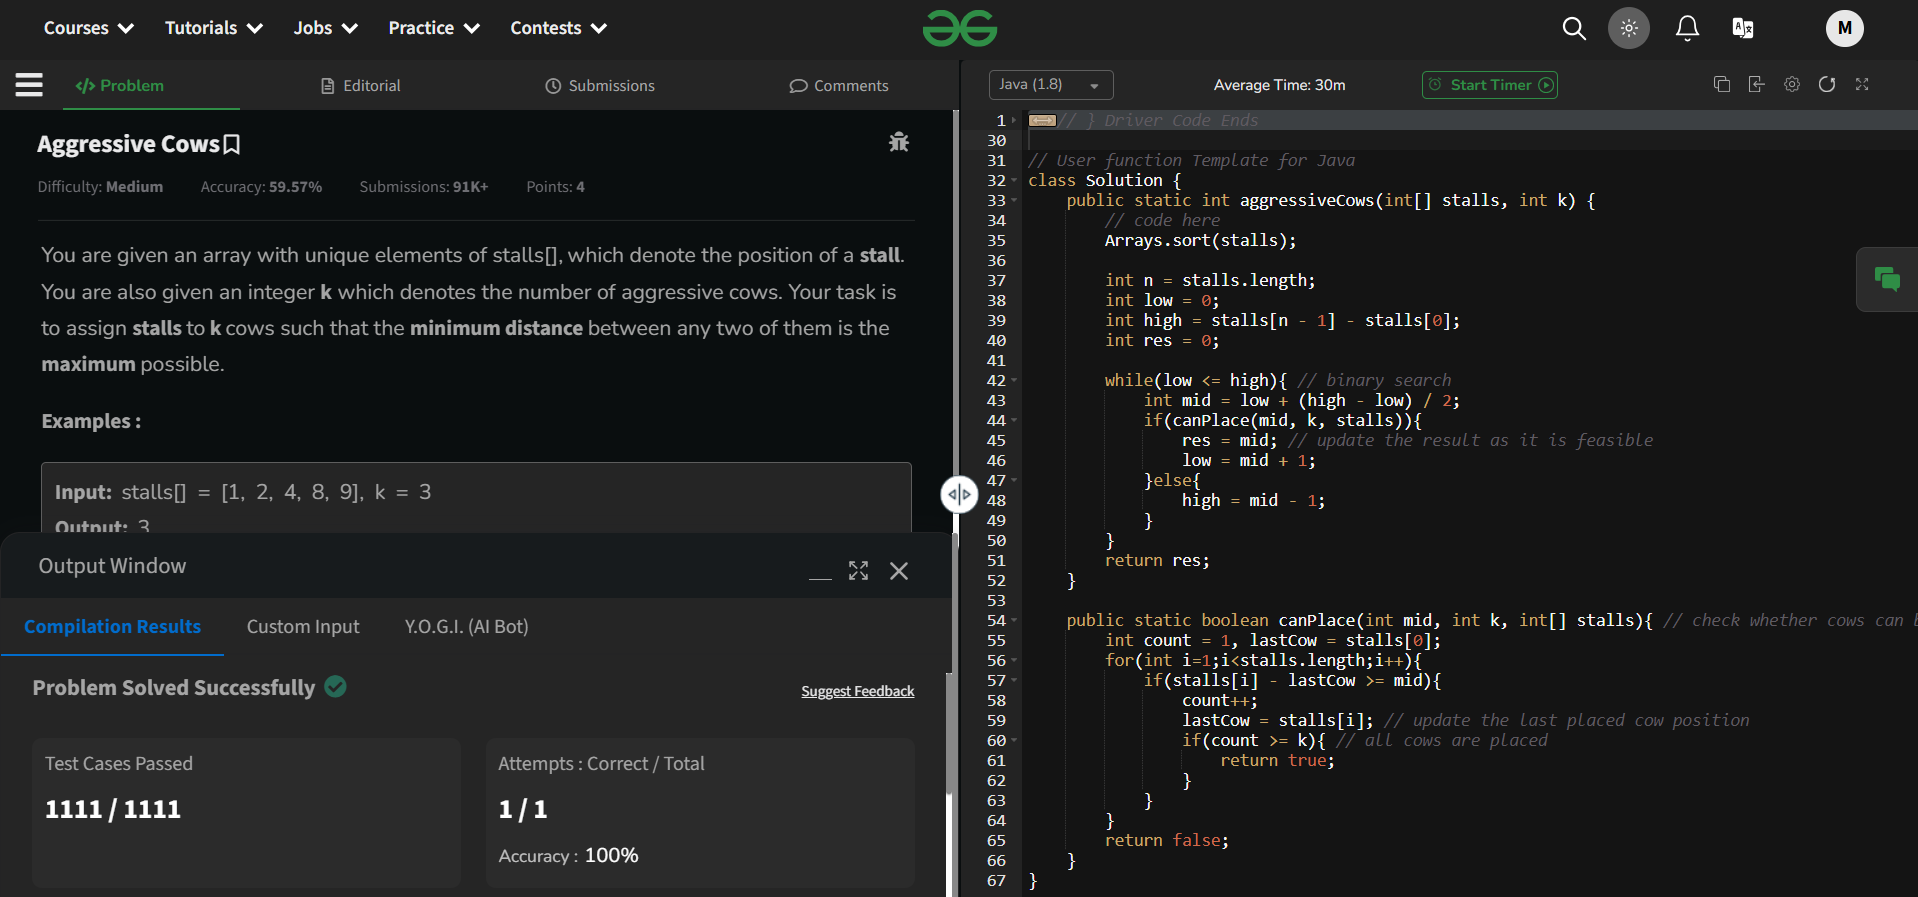 Courses Tutorials Jobs Practice Contests
M
</> Problem Editorial Submissions Comments
Java (1.8) Average Time: 30m Start Timer
Aggressive Cows
Difficulty: Medium Accuracy: 59.57% Submissions: 91K+ Points: 4
You are given an array with unique elements of stalls[], which denote the position of a stall.
You are also given an integer k which denotes the number of aggressive cows. Your task is
to assign stalls to k cows such that the minimum distance between any two of them is the
maximum possible.
Examples :
Input: stalls[] = [1, 2, 4, 8, 9], k = 3
Output: 3
Output Window
Compilation Results Custom Input Y.O.G.I. (AI Bot)
Problem Solved Successfully
Suggest Feedback
Test Cases Passed
1111 / 1111
Attempts : Correct / Total
1 / 1
Accuracy : 100%
1 // } Driver Code Ends
30
31 // User function Template for Java
32 class Solution {
33 public static int aggressiveCows(int[] stalls, int k) {
34 // code here
35 Arrays.sort(stalls);
36
37 int n = stalls.length;
38 int low = 0;
39 int high = stalls[n - 1] - stalls[0];
40 int res = 0;
41
42 while(low <= high){ // binary search
43 int mid = low + (high - low) / 2;
44 if(canPlace(mid, k, stalls)){
45 res = mid; // update the result as it is feasible
46 low = mid + 1;
47 }else{
48 high = mid - 1;
49 }
50 }
51 return res;
52 }
53
54 public static boolean canPlace(int mid, int k, int[] stalls){ // check whether cows can
55 int count = 1, lastCow = stalls[0];
56 for(int i=1;i<stalls.length;i++){
57 if(stalls[i] - lastCow >= mid){
58 count++;
59 lastCow = stalls[i]; // update the last placed cow position
60 if(count >= k){ // all cows are placed
61 return true;
62 }
63 }
64 }
65 return false;
66 }
67 }